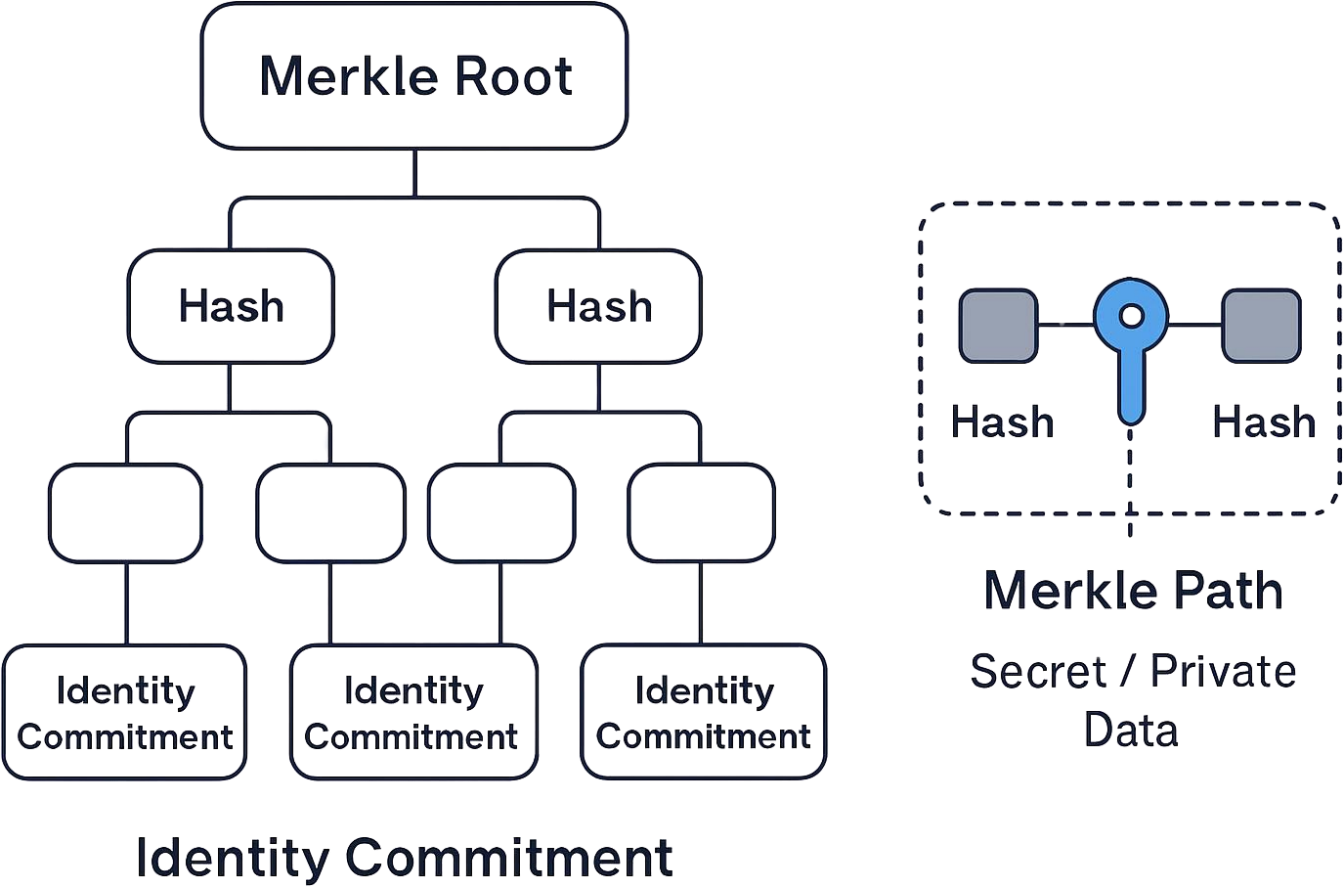 Merkle Root
Hash
Hash
Identity
Commitment
Identity
Commitment
Identity
Commitment
Identity Commitment
Hash
Hash
Merkle Path
Secret / Private
Data